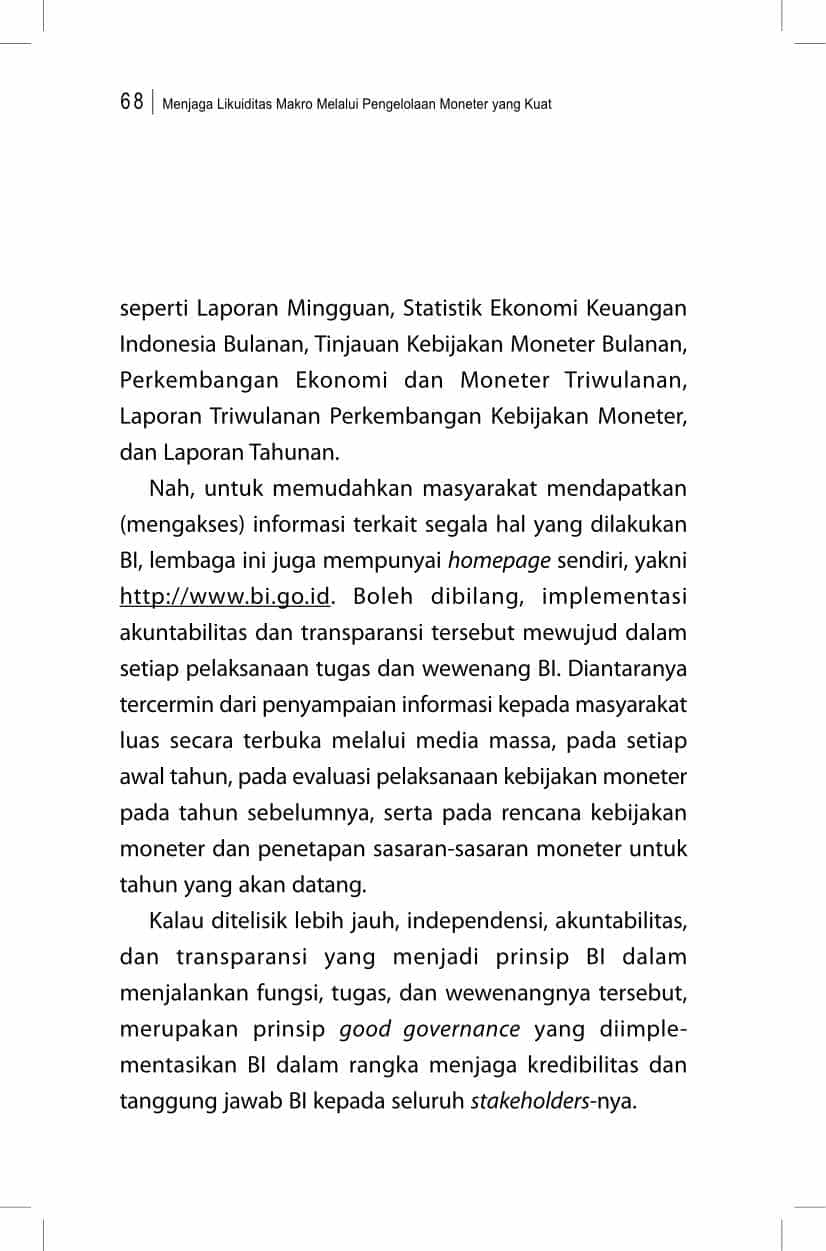 68 | Menjaga Likuiditas Makro Melalui Pengelolaan Moneter yang Kuat
seperti Laporan Mingguan, Statistik Ekonomi Keuangan
Indonesia Bulanan, Tinjauan Kebijakan Moneter Bulanan,
Perkembangan Ekonomi dan Moneter Triwulanan,
Laporan Triwulanan Perkembangan Kebijakan Moneter,
dan Laporan Tahunan.
Nah, untuk memudahkan masyarakat mendapatkan
(mengakses) informasi terkait segala hal yang dilakukan
BI, lembaga ini juga mempunyai homepage sendiri, yakni
http://www.bi.go.id. Boleh dibilang, implementasi
akuntabilitas dan transparansi tersebut mewujud dalam
setiap pelaksanaan tugas dan wewenang BI. Diantaranya
tercermin dari penyampaian informasi kepada masyarakat
luas secara terbuka melalui media massa, pada setiap
awal tahun, pada evaluasi pelaksanaan kebijakan moneter
pada tahun sebelumnya, serta pada rencana kebijakan
moneter dan penetapan sasaran-sasaran moneter untuk
tahun yang akan datang.
Kalau ditelisik lebih jauh, independensi, akuntabilitas,
dan transparansi yang menjadi prinsip BI dalam
menjalankan fungsi, tugas, dan wewenangnya tersebut,
merupakan prinsip good governance yang diimple-
mentasikan BI dalam rangka menjaga kredibilitas dan
tanggung jawab BI kepada seluruh stakeholders-nya.